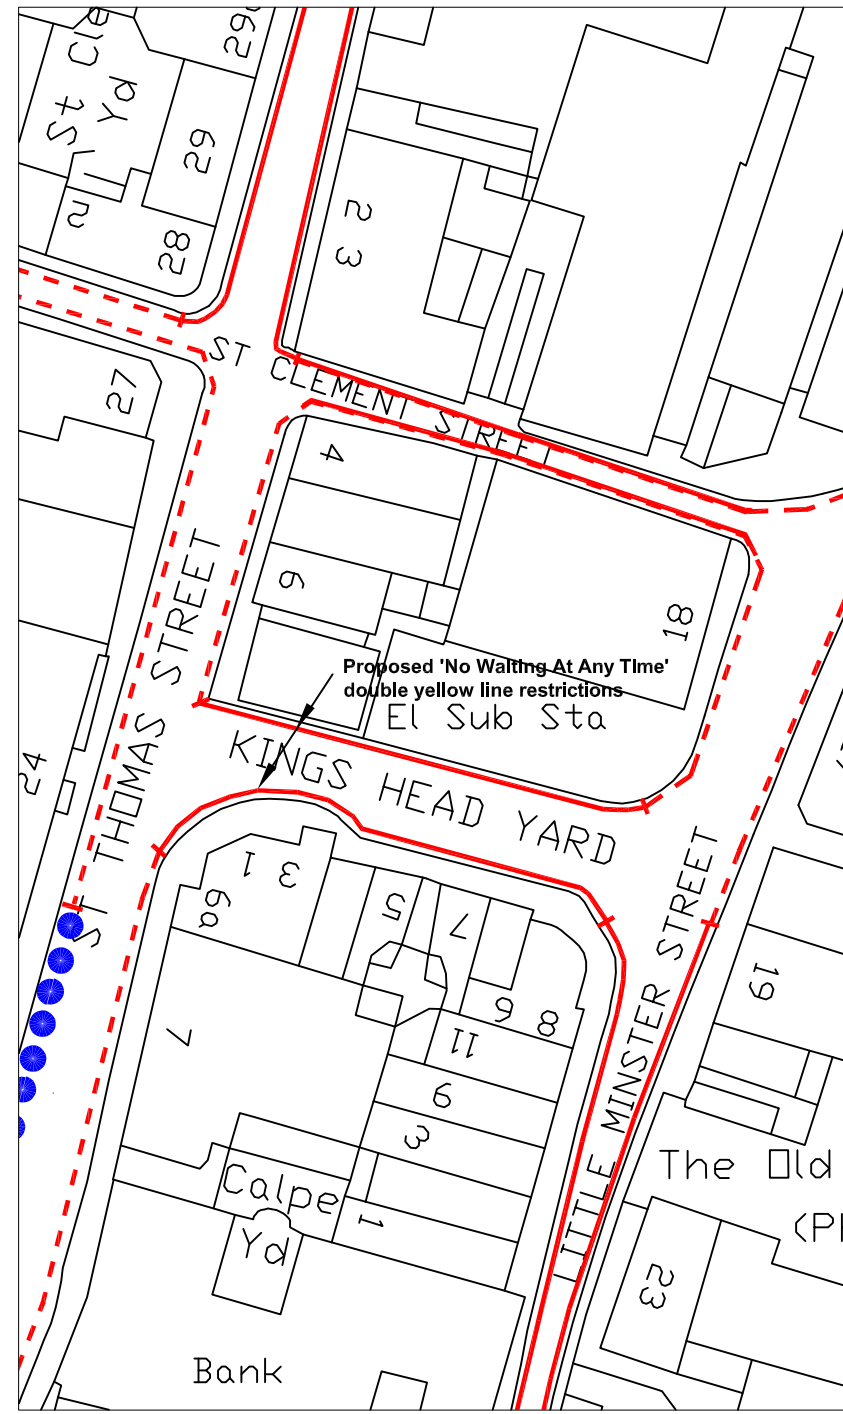 29
St Cle
Yd
29
2
28
2
3
ST CLEMENT STREET
27
4
6
18
ST THOMAS STREET
Proposed 'No Waiting At Any TIme'
double yellow line restrictions
El Sub Sta
KINGS HEAD YARD
24
1
3
6a
5
7
7
6
8
11
9
3
1
LITTLE MINSTER STREET
19
Calpe
Yd
The Old
(Pl
23
Bank